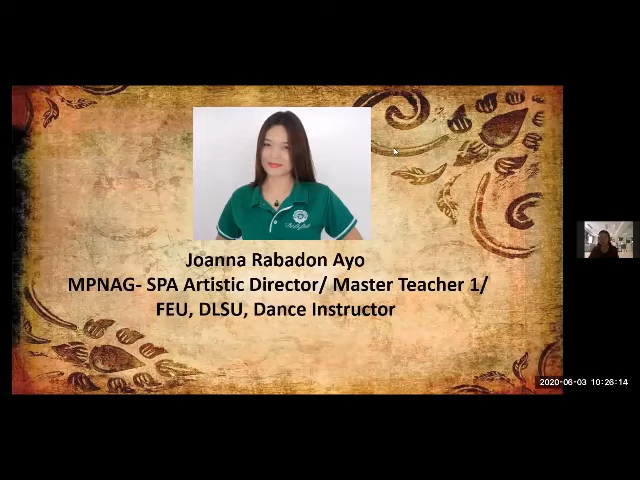 Joanna Rabadon Ayo
MPNAG- SPA Artistic Director/ Master Teacher 1/
FEU, DLSU, Dance Instructor
2020-06-03 10:26:14